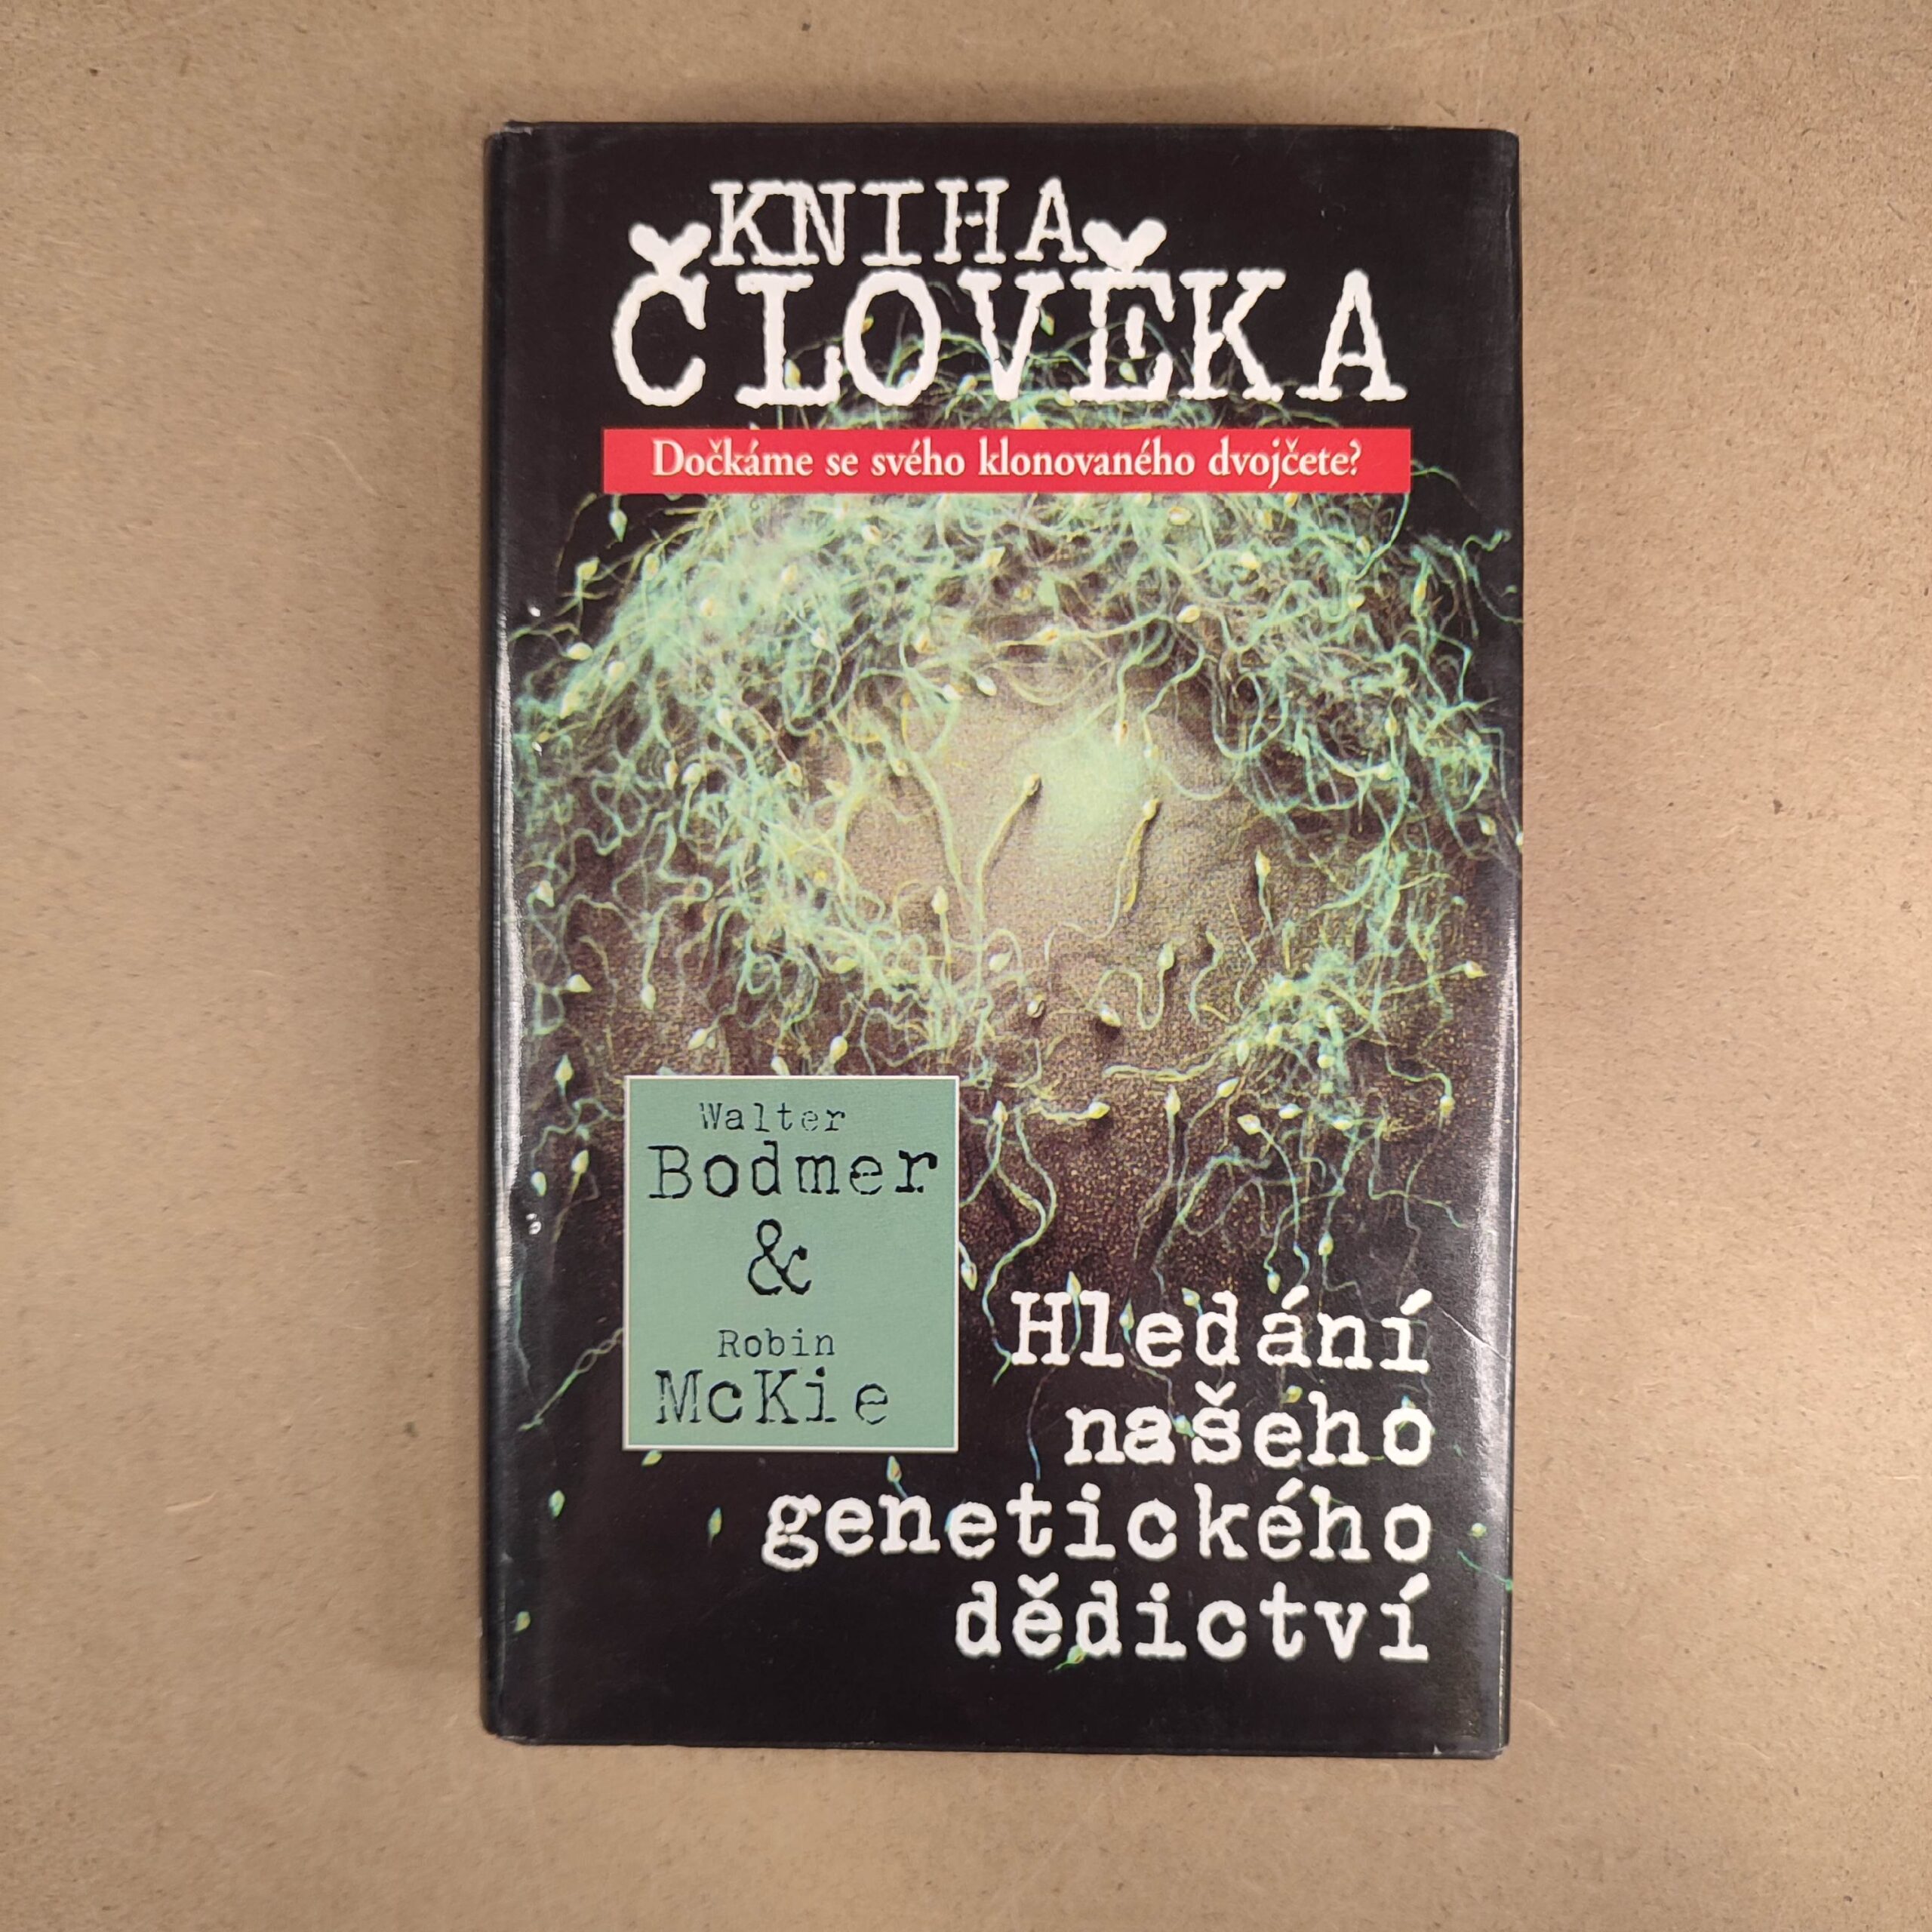 KNIHA
ČLOVĚKA
Dočkáme se svého klonovaného dvojčete?
Walter
Bodmer
&
Robin
McKie
Hledání
našeho
genetického
dědictví